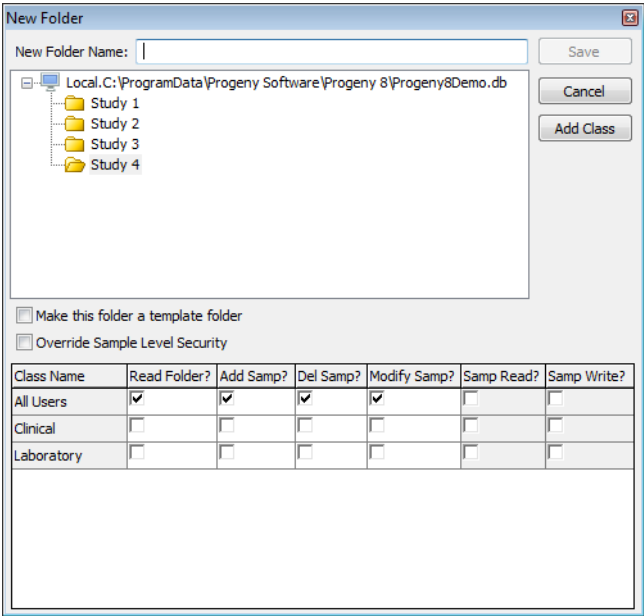 New Folder
New Folder Name:
Save
Local.C:\ProgramData\Progeny Software\Progeny 8\Progeny8Demo.db
Cancel
Study 1
Add Class
Study 2
Study 3
Study 4
Make this folder a template folder
Override Sample Level Security
Class Name Read Folder? Add Samp? Del Samp? Modify Samp? Samp Read? Samp Write?
All Users
Clinical
Laboratory